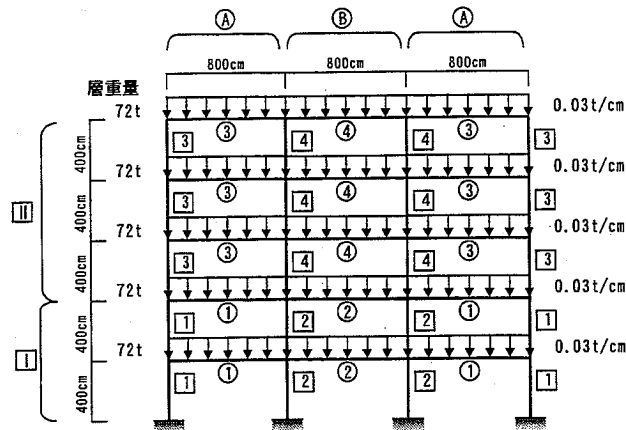 Ⓐ Ⓑ Ⓐ
800cm 800cm 800cm
層重量
72t 0.03t/cm
3 ③ 4 ④ 4 ③ 3
400cm
72t 0.03t/cm
3 ③ 4 ④ 4 ③ 3
400cm
II
72t 0.03t/cm
3 ③ 4 ④ 4 ③ 3
400cm
72t 0.03t/cm
1 ① 2 ② 2 ① 1
400cm
I
72t 0.03t/cm
1 ① 2 ② 2 ① 1
400cm